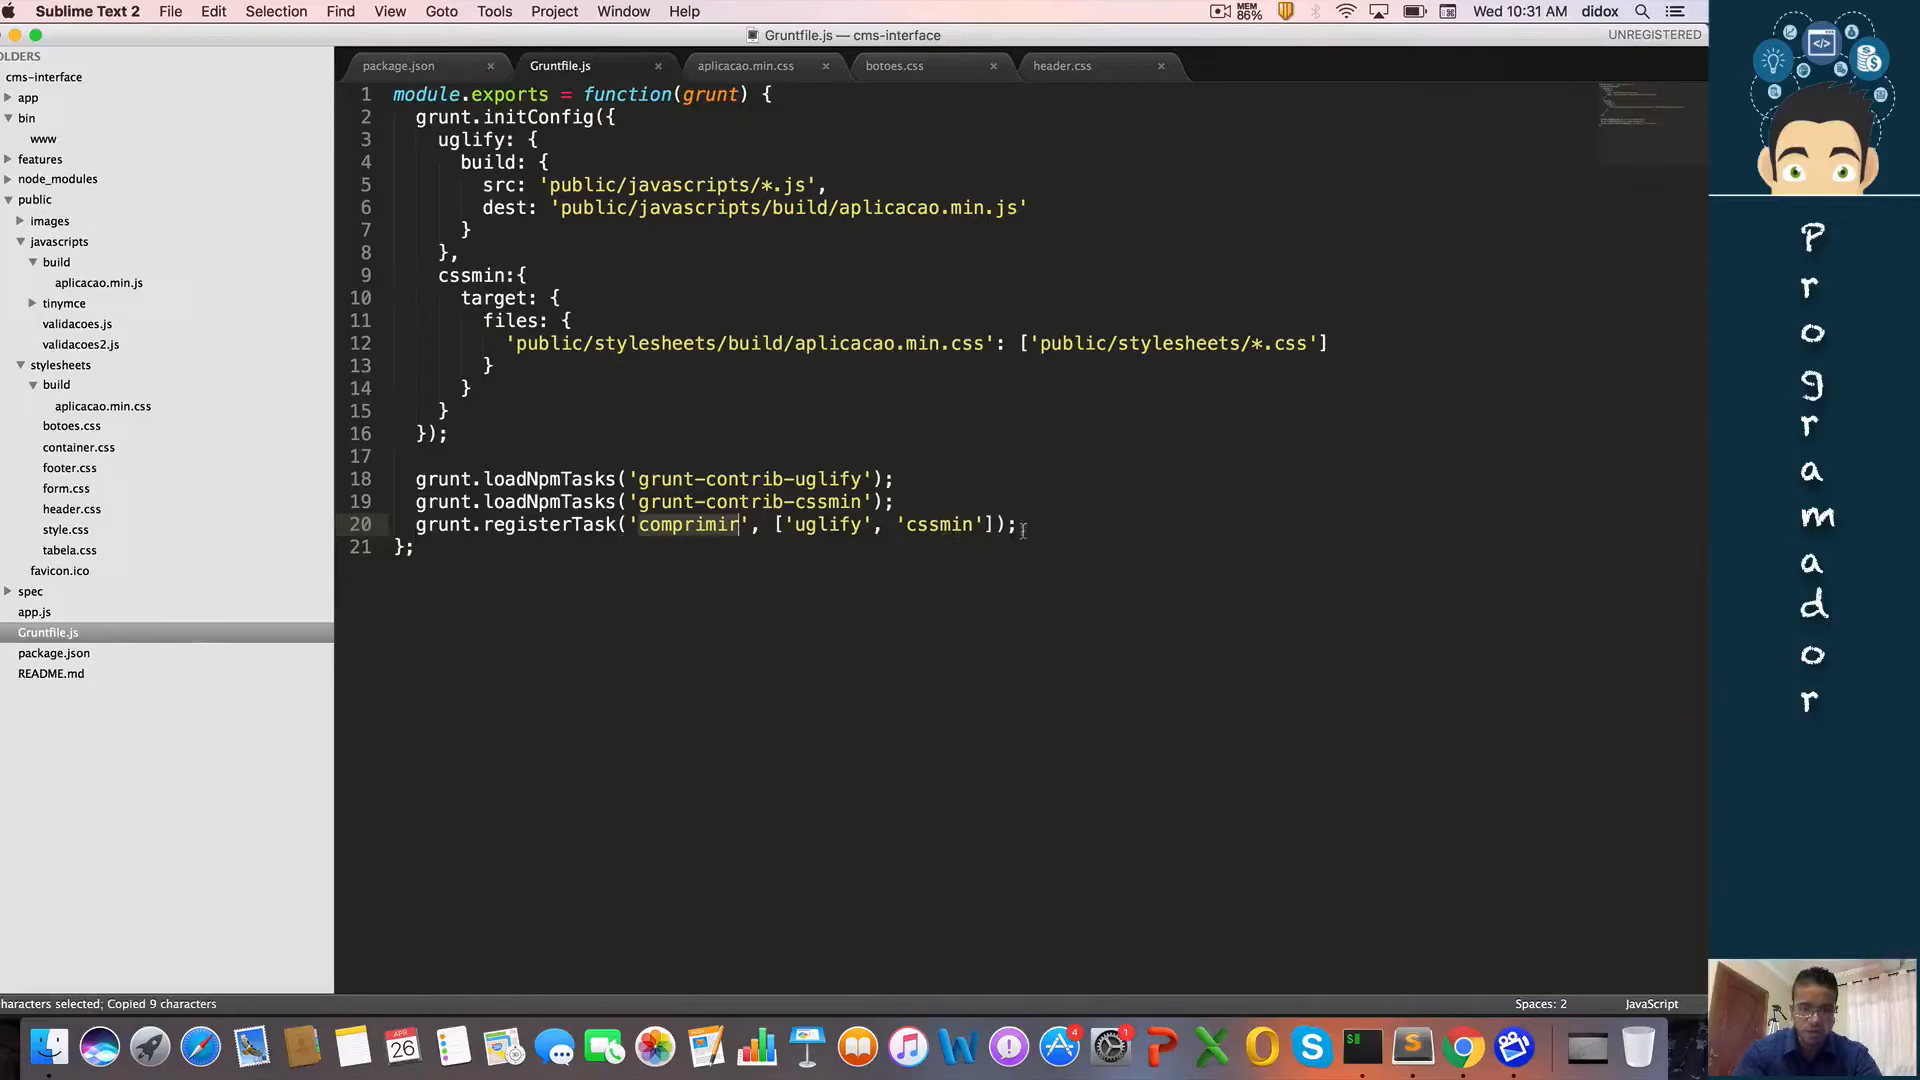 Sublime Text 2 File Edit Selection Find View Goto Tools Project Window Help MEM 86% Wed 10:31 AM didox
Gruntfile.js — cms-interface UNREGISTERED
OLDERS
cms-interface
app
bin
www
features
node_modules
public
images
javascripts
build
aplicacao.min.js
tinymce
validacoes.js
validacoes2.js
stylesheets
build
aplicacao.min.css
botoes.css
container.css
footer.css
form.css
header.css
style.css
tabela.css
favicon.ico
spec
app.js
Gruntfile.js
package.json
README.md
package.json Gruntfile.js aplicacao.min.css botoes.css header.css
1 module.exports = function(grunt) {
2 grunt.initConfig({
3 uglify: {
4 build: {
5 src: 'public/javascripts/*.js',
6 dest: 'public/javascripts/build/aplicacao.min.js'
7 }
8 },
9 cssmin:{
10 target: {
11 files: {
12 'public/stylesheets/build/aplicacao.min.css': ['public/stylesheets/*.css']
13 }
14 }
15 }
16 });
17
18 grunt.loadNpmTasks('grunt-contrib-uglify');
19 grunt.loadNpmTasks('grunt-contrib-cssmin');
20 grunt.registerTask('comprimir', ['uglify', 'cssmin']);
21 };
haracters selected; Copied 9 characters Spaces: 2 JavaScript
APR
26
4
1
Programador